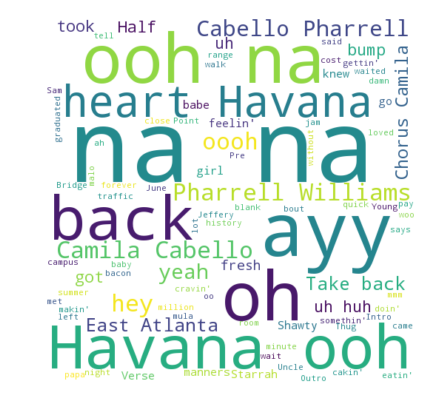 took Half Cabello Pharrell
tell uh range said bump
ooh na walk cost gettin' knew waited damn
Sam heart Havana babe go
graduated feelin' jam loved
close Point oooh without
na na
ah Pre
Chorus Camila
malo girl
Bridge forever June Pharrell Williams
traffic Jeffery blank bout quick Young pay
back lot history ayy woo
Camila Cabello says
campus baby got yeah fresh
bacon cravin' oo oh Take back
summer hey million mmm
met makin' mula uh huh doin'
left room Shawty somethin' Intro
East Atlanta Thug came
minute wait
Havana ooh
papa night Verse manners Starrah Uncle Outro cakin' eatin'